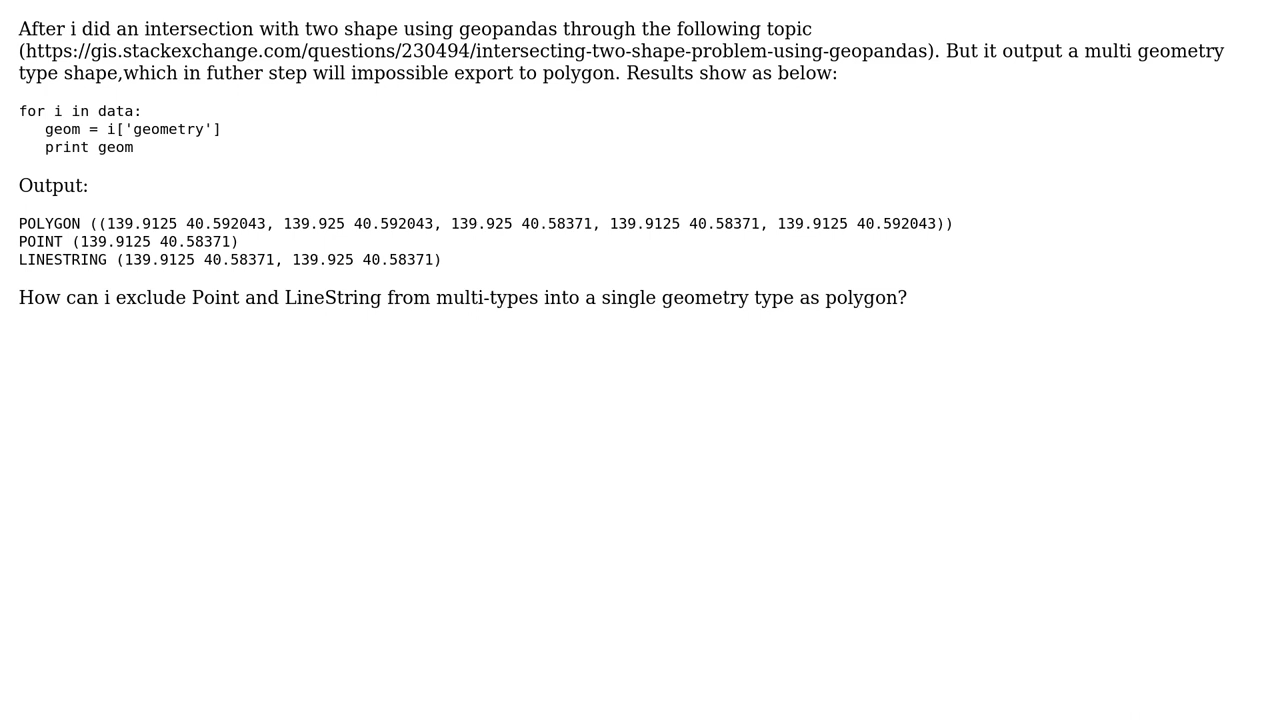 After i did an intersection with two shape using geopandas through the following topic
(https://gis.stackexchange.com/questions/230494/intersecting-two-shape-problem-using-geopandas). But it output a multi geometry
type shape,which in futher step will impossible export to polygon. Results show as below:
for i in data:
   geom = i['geometry']
   print geom
Output:
POLYGON ((139.9125 40.592043, 139.925 40.592043, 139.925 40.58371, 139.9125 40.58371, 139.9125 40.592043))
POINT (139.9125 40.58371)
LINESTRING (139.9125 40.58371, 139.925 40.58371)
How can i exclude Point and LineString from multi-types into a single geometry type as polygon?